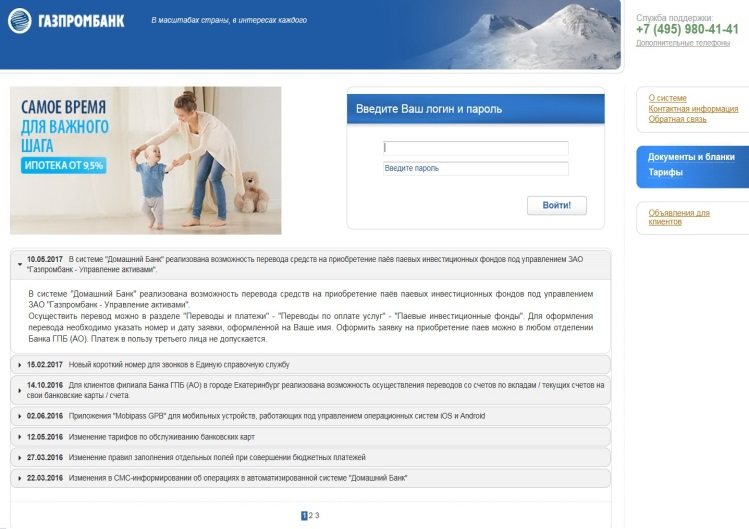 ГАЗПРОМБАНК
В масштабах страны, в интересах каждого
Служба поддержки:
+7 (495) 980-41-41
Дополнительные телефоны
САМОЕ ВРЕМЯ
ДЛЯ ВАЖНОГО
ШАГА
ИПОТЕКА ОТ 9,5%
Введите Ваш логин и пароль
Введите пароль
Войти!
О системе
Контактная информация
Обратная связь
Документы и бланки
Тарифы
Объявления для
клиентов
10.05.2017 В системе "Домашний Банк" реализована возможность перевода средств на приобретение паёв паевых инвестиционных фондов под управлением ЗАО
"Газпромбанк - Управление активами".
В системе "Домашний Банк" реализована возможность перевода средств на приобретение паёв паевых инвестиционных фондов под управлением
ЗАО "Газпромбанк - Управление активами".
Осуществить перевод можно в разделе "Переводы и платежи" - "Переводы по оплате услуг" - "Паевые инвестиционные фонды". Для оформления
перевода необходимо указать номер и дату заявки, оформленной на Ваше имя. Оформить заявку на приобретение паев можно в любом отделении
Банка ГПБ (АО). Платеж в пользу третьего лица не допускается.
15.02.2017 Новый короткий номер для звонков в Единую справочную службу
14.10.2016 Для клиентов филиала Банка ГПБ (АО) в городе Екатеринбург реализована возможность осуществления переводов со счетов по вкладам / текущих счетов на
свои банковские карты / счета.
02.06.2016 Приложения "Mobipass GPB" для мобильных устройств, работающих под управлением операционных систем iOS и Android
12.05.2016 Изменение тарифов по обслуживанию банковских карт
27.03.2016 Изменение правил заполнения отдельных полей при совершении бюджетных платежей
22.03.2016 Изменения в СМС-информировании об операциях в автоматизированной системе "Домашний Банк"
1 2 3